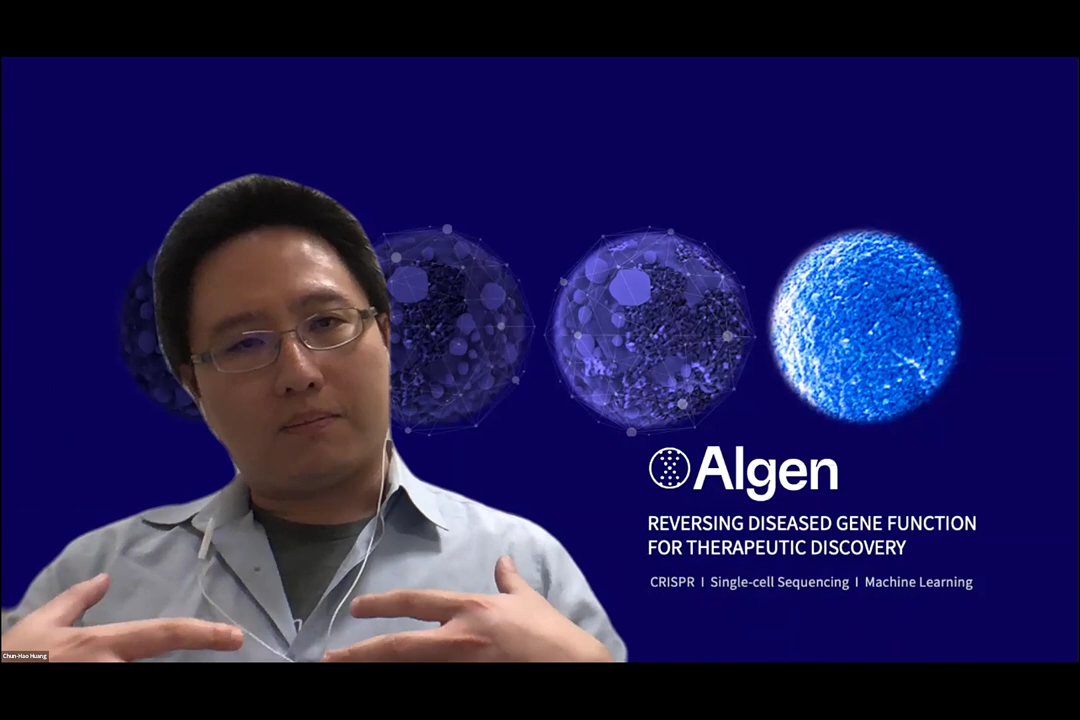 Algen
REVERSING DISEASED GENE FUNCTION
FOR THERAPEUTIC DISCOVERY
CRISPR I Single-cell Sequencing I Machine Learning
Chun-Hao Huang